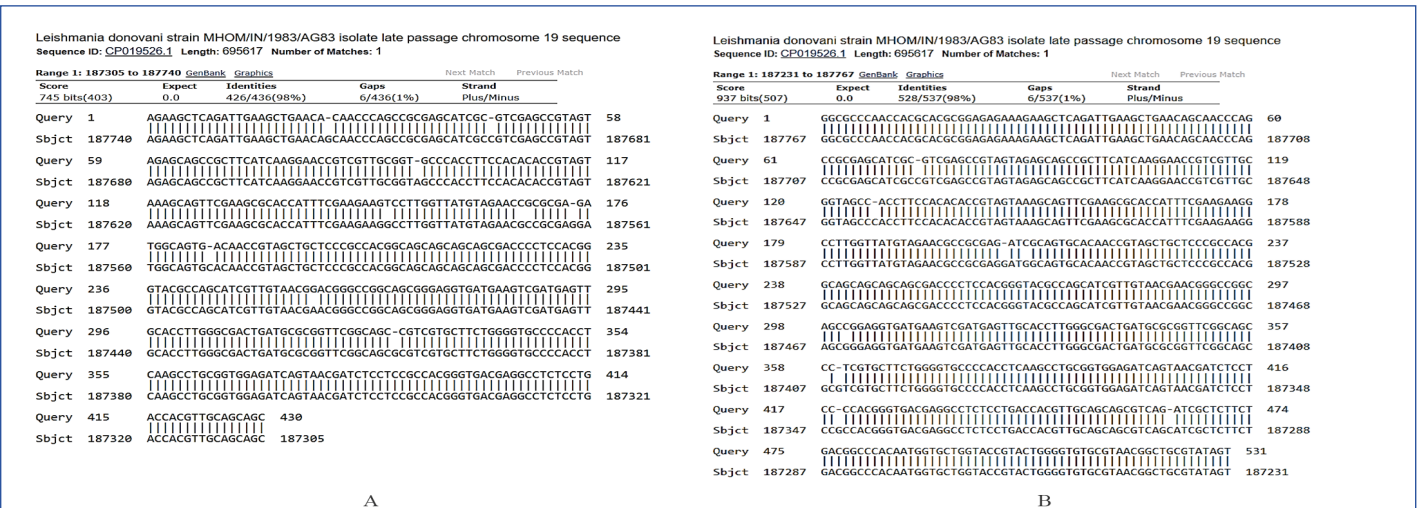 Leishmania donovani strain MHOM/IN/1983/AG83 isolate late passage chromosome 19 sequence
Sequence ID: CP019526.1 Length: 695617 Number of Matches: 1
Range 1: 187305 to 187740 GenBank Graphics Next Match Previous Match
Score Expect Identities Gaps Strand
745 bits(403) 0.0 426/436(98%) 6/436(1%) Plus/Minus
Query 1 AGAAGCTCAGATTGAAGCTGAACA-CAACCCAGCCGCGAGCATCGC-GTCGAGCCGTAGT 58
Sbjct 187740 AGAAGCTCAGATTGAAGCTGAACAGCAACCCAGCCGCGAGCATCGCCGTCGAGCCGTAGT 187681
Query 59 AGAGCAGCCGCTTCATCAAGGAACCGTCGTTGCGGT-GCCCACCTTCCACACACCGTAGT 117
Sbjct 187680 AGAGCAGCCGCTTCATCAAGGAACCGTCGTTGCGGTAGCCCACCTTCCACACACCGTAGT 187621
Query 118 AAAGCAGTTCGAAGCGCACCATTTCGAAGAAGTCCTTGGTTATGTAGAACCGCGCGA-GA 176
Sbjct 187620 AAAGCAGTTCGAAGCGCACCATTTCGAAGAAGGCCTTGGTTATGTAGAACGCCGCGAGGA 187561
Query 177 TGGCAGTG-ACAACCGTAGCTGCTCCCGCCACGGCAGCAGCAGCAGCGACCCCTCCACGG 235
Sbjct 187560 TGGCAGTGCACAACCGTAGCTGCTCCCGCCACGGCAGCAGCAGCAGCGACCCCTCCACGG 187501
Query 236 GTACGCCAGCATCGTTGTAACGGACGGGCCGGCAGCGGGAGGTGATGAAGTCGATGAGTT 295
Sbjct 187500 GTACGCCAGCATCGTTGTAACGAACGGGCCGGCAGCGGGAGGTGATGAAGTCGATGAGTT 187441
Query 296 GCACCTTGGGCGACTGATGCGCGGTTCGGCAGC-CGTCGTGCTTCTGGGGTGCCCCACCT 354
Sbjct 187440 GCACCTTGGGCGACTGATGCGCGGTTCGGCAGCGCGTCGTGCTTCTGGGGTGCCCCACCT 187381
Query 355 CAAGCCTGCGGTGGAGATCAGTAACGATCTCCTCCGCCACGGGTGACGAGGCCTCTCCTG 414
Sbjct 187380 CAAGCCTGCGGTGGAGATCAGTAACGATCTCCTCCGCCACGGGTGACGAGGCCTCTCCTG 187321
Query 415 ACCACGTTGCAGCAGC 430
Sbjct 187320 ACCACGTTGCAGCAGC 187305
A
Leishmania donovani strain MHOM/IN/1983/AG83 isolate late passage chromosome 19 sequence
Sequence ID: CP019526.1 Length: 695617 Number of Matches: 1
Range 1: 187231 to 187767 GenBank Graphics Next Match Previous Match
Score Expect Identities Gaps Strand
937 bits(507) 0.0 528/537(98%) 6/537(1%) Plus/Minus
Query 1 GGCGCCCAACCACGCACGCGGAGAGAAAGAAGCTCAGATTGAAGCTGAACAGCAACCCAG 60
Sbjct 187767 GGCGCCCAACCACGCACGCGGAGAGAAAGAAGCTCAGATTGAAGCTGAACAGCAACCCAG 187708
Query 61 CCGCGAGCATCGC-GTCGAGCCGTAGTAGAGCAGCCGCTTCATCAAGGAACCGTCGTTGC 119
Sbjct 187707 CCGCGAGCATCGCCGTCGAGCCGTAGTAGAGCAGCCGCTTCATCAAGGAACCGTCGTTGC 187648
Query 120 GGTAGCC-ACCTTCCACACACCGTAGTAAAGCAGTTCGAAGCGCACCATTTCGAAGAAGG 178
Sbjct 187647 GGTAGCCCACCTTCCACACACCGTAGTAAAGCAGTTCGAAGCGCACCATTTCGAAGAAGG 187588
Query 179 CCTTGGTTATGTAGAACGCCGCGAG-ATCGCAGTGCACAACCGTAGCTGCTCCCGCCACG 237
Sbjct 187587 CCTTGGTTATGTAGAACGCCGCGAGGATGGCAGTGCACAACCGTAGCTGCTCCCGCCACG 187528
Query 238 GCAGCAGCAGCAGCGACCCCTCCACGGGTACGCCAGCATCGTTGTAACGAACGGGCCGGC 297
Sbjct 187527 GCAGCAGCAGCAGCGACCCCTCCACGGGTACGCCAGCATCGTTGTAACGAACGGGCCGGC 187468
Query 298 AGCCGGAGGTGATGAAGTCGATGAGTTGCACCTTGGGCGACTGATGCGCGGTTCGGCAGC 357
Sbjct 187467 AGCGGGAGGTGATGAAGTCGATGAGTTGCACCTTGGGCGACTGATGCGCGGTTCGGCAGC 187408
Query 358 CC-TCGTGCTTCTGGGGTGCCCCACCTCAAGCCTGCGGTGGAGATCAGTAACGATCTCCT 416
Sbjct 187407 GCGTCGTGCTTCTGGGGTGCCCCACCTCAAGCCTGCGGTGGAGATCAGTAACGATCTCCT 187348
Query 417 CC-CCACGGGTGACGAGGCCTCTCCTGACCACGTTGCAGCAGCGTCAG-ATCGCTCTTCT 474
Sbjct 187347 CCGCCACGGGTGACGAGGCCTCTCCTGACCACGTTGCAGCAGCGTCAGCATCGCTCTTCT 187288
Query 475 GACGGCCCACAATGGTGCTGGTACCGTACTGGGGTGTGCGTAACGGCTGCGTATAGT 531
Sbjct 187287 GACGGCCCACAATGGTGCTGGTACCGTACTGGGGTGTGCGTAACGGCTGCGTATAGT 187231
B